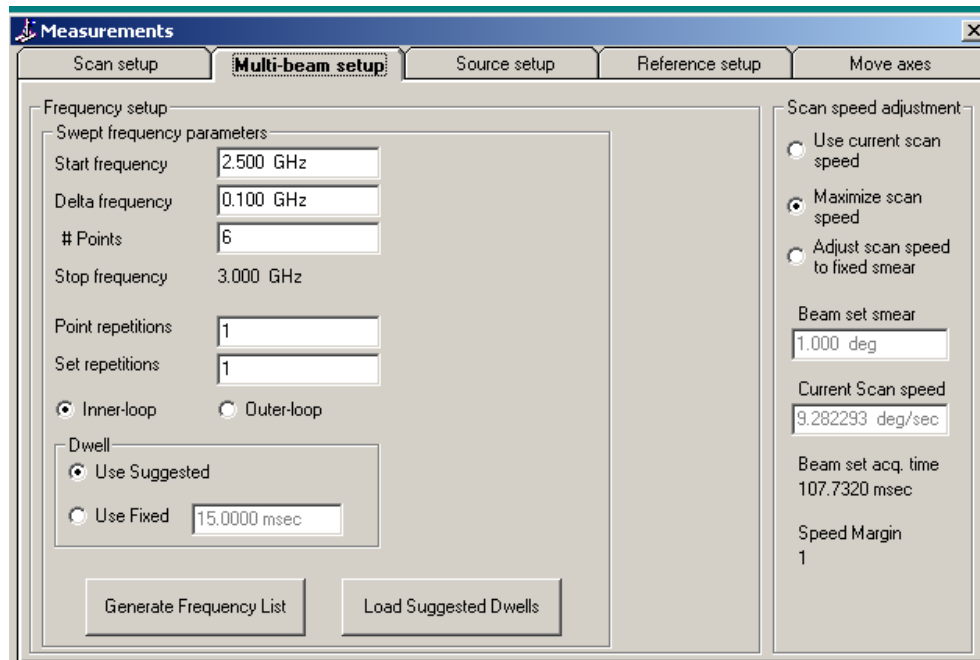 Measurements
Scan setup
Multi-beam setup
Source setup
Reference setup
Move axes
Frequency setup
Swept frequency parameters
Start frequency 2.500 GHz
Delta frequency 0.100 GHz
# Points 6
Stop frequency 3.000 GHz
Point repetitions 1
Set repetitions 1
Inner-loop Outer-loop
Dwell
Use Suggested
Use Fixed 15.0000 msec
Generate Frequency List Load Suggested Dwells
Scan speed adjustment
Use current scan
speed
Maximize scan
speed
Adjust scan speed
to fixed smear
Beam set smear
1.000 deg
Current Scan speed
9.282293 deg/sec
Beam set acq. time
107.7320 msec
Speed Margin
1